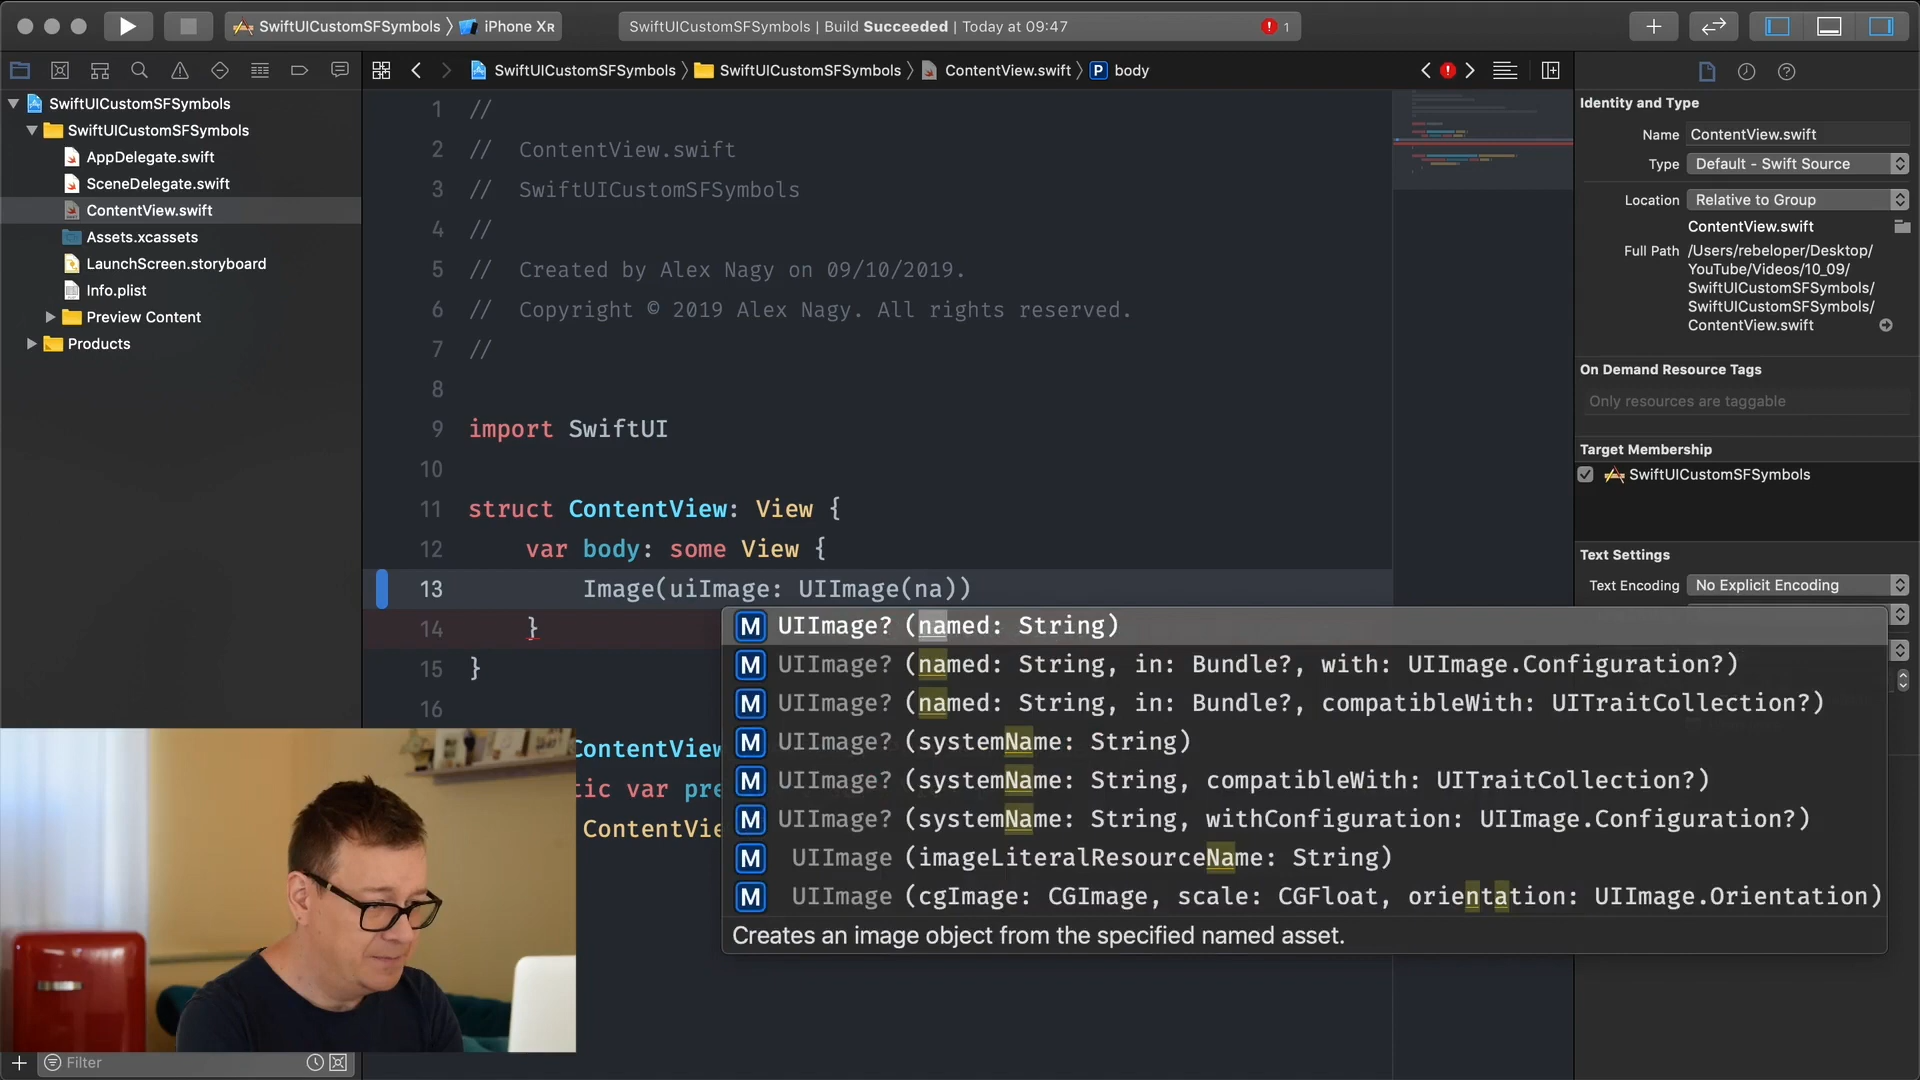 SwiftUICustomSFSymbols
iPhone XR
SwiftUICustomSFSymbols | Build Succeeded | Today at 09:47
1
SwiftUICustomSFSymbols
SwiftUICustomSFSymbols
ContentView.swift
P body
SwiftUICustomSFSymbols
SwiftUICustomSFSymbols
AppDelegate.swift
SceneDelegate.swift
ContentView.swift
Assets.xcassets
LaunchScreen.storyboard
Info.plist
Preview Content
Products
Filter
1 //
2 // ContentView.swift
3 // SwiftUICustomSFSymbols
4 //
5 // Created by Alex Nagy on 09/10/2019.
6 // Copyright © 2019 Alex Nagy. All rights reserved.
7 //
8
9 import SwiftUI
10
11 struct ContentView: View {
12 var body: some View {
13 Image(uiImage: UIImage(na))
14 }
15 }
16
ContentView
tic var pre
ContentVie
M UIImage? (named: String)
M UIImage? (named: String, in: Bundle?, with: UIImage.Configuration?)
M UIImage? (named: String, in: Bundle?, compatibleWith: UITraitCollection?)
M UIImage? (systemName: String)
M UIImage? (systemName: String, compatibleWith: UITraitCollection?)
M UIImage? (systemName: String, withConfiguration: UIImage.Configuration?)
M UIImage (imageLiteralResourceName: String)
M UIImage (cgImage: CGImage, scale: CGFloat, orientation: UIImage.Orientation)
Creates an image object from the specified named asset.
Identity and Type
Name ContentView.swift
Type Default - Swift Source
Location Relative to Group
ContentView.swift
Full Path /Users/rebeloper/Desktop/
YouTube/Videos/10_09/
SwiftUICustomSFSymbols/
SwiftUICustomSFSymbols/
ContentView.swift
On Demand Resource Tags
Only resources are taggable
Target Membership
SwiftUICustomSFSymbols
Text Settings
Text Encoding No Explicit Encoding